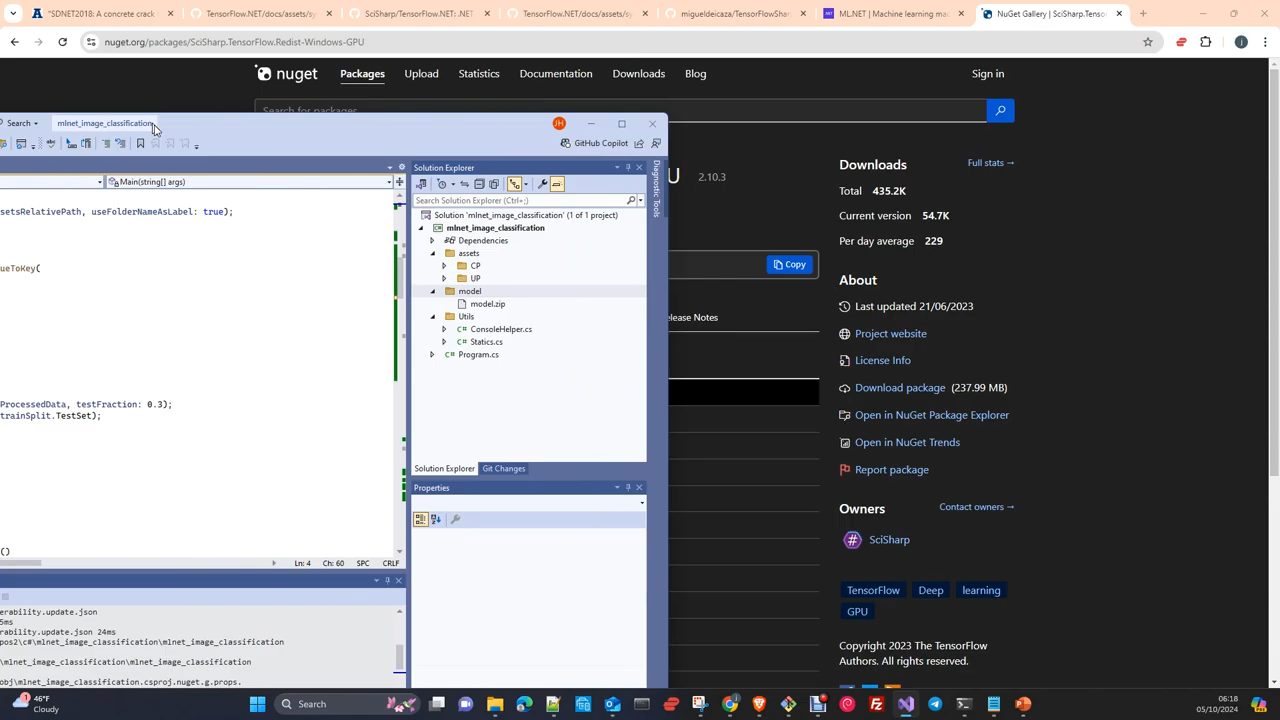 "SDNET2018: A concrete crack
TensorFlow.NET/docs/assets/sy
SciSharp/TensorFlow.NET: .NET
TensorFlow.NET/docs/assets/sy
migueldeicaza/TensorFlowShar
ML.NET | Machine learning ma
NuGet Gallery | SciSharp.Tensor
nuget.org/packages/SciSharp.TensorFlow.Redist-Windows-GPU
nuget
Packages
Upload
Statistics
Documentation
Downloads
Blog
Sign in
Search for packages
Search
mlnet_image_classification
JH
GitHub Copilot
Main(string[] args)
setsRelativePath, useFolderNameAsLabel: true);
ueToKey(
ProcessedData, testFraction: 0.3);
trainSplit.TestSet);
()
Ln: 4 Ch: 60 SPC CRLF
erability.update.json
5ms
erability.update.json 24ms
pos2\c#\mlnet_image_classification\mlnet_image_classification
\mlnet_image_classification\mlnet_image_classification
obj\mlnet_image_classification.csproj.nuget.g.props.
Solution Explorer
Search Solution Explorer (Ctrl+;)
Solution 'mlnet_image_classification' (1 of 1 project)
mlnet_image_classification
Dependencies
assets
CP
UP
model
model.zip
Utils
ConsoleHelper.cs
Statics.cs
Program.cs
Solution Explorer
Git Changes
Properties
Diagnostic Tools
U 2.10.3
Copy
elease Notes
Downloads
Full stats →
Total 435.2K
Current version 54.7K
Per day average 229
About
Last updated 21/06/2023
Project website
License Info
Download package (237.99 MB)
Open in NuGet Package Explorer
Open in NuGet Trends
Report package
Owners
Contact owners →
SciSharp
TensorFlow
Deep
learning
GPU
Copyright 2023 The TensorFlow
Authors. All rights reserved.
46°F
Cloudy
Search
06:18
05/10/2024